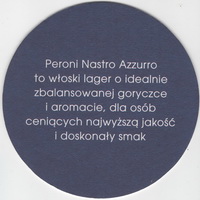 Peroni Nastro Azzurro
to włoski lager o idealnie
zbalansowanej goryczce
i aromacie, dla osób
ceniących najwyższą jakość
i doskonały smak